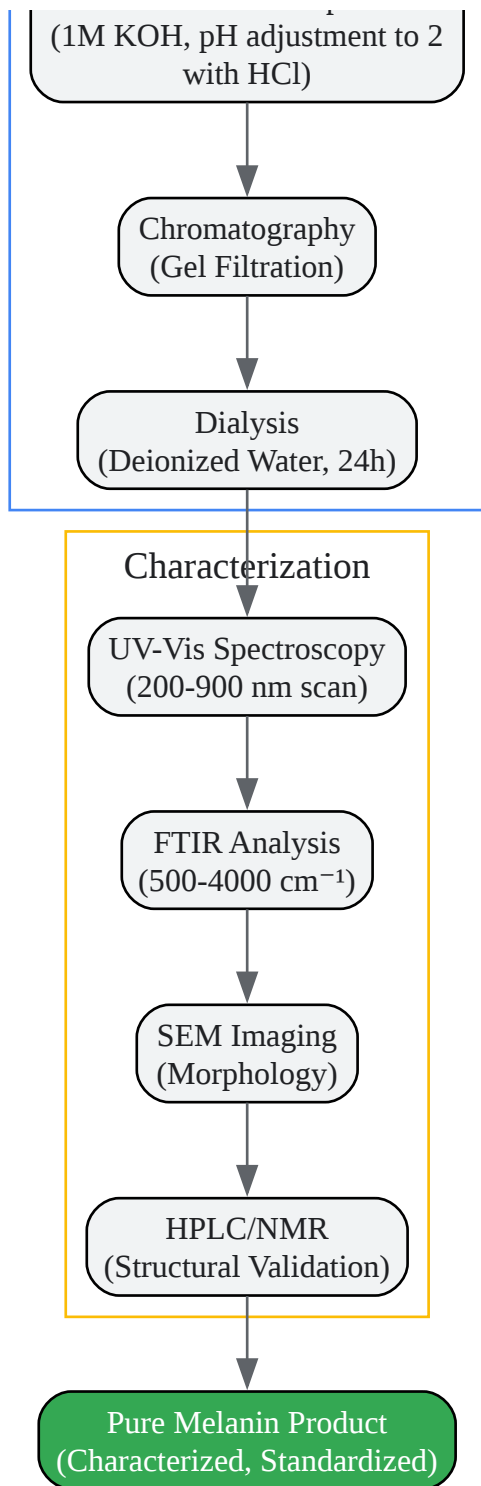 (1M KOH, pH adjustment to 2
with HCl)
Chromatography
(Gel Filtration)
Dialysis
(Deionized Water, 24h)
Characterization
UV-Vis Spectroscopy
(200-900 nm scan)
FTIR Analysis
(500-4000 cm⁻¹)
SEM Imaging
(Morphology)
HPLC/NMR
(Structural Validation)
Pure Melanin Product
(Characterized, Standardized)